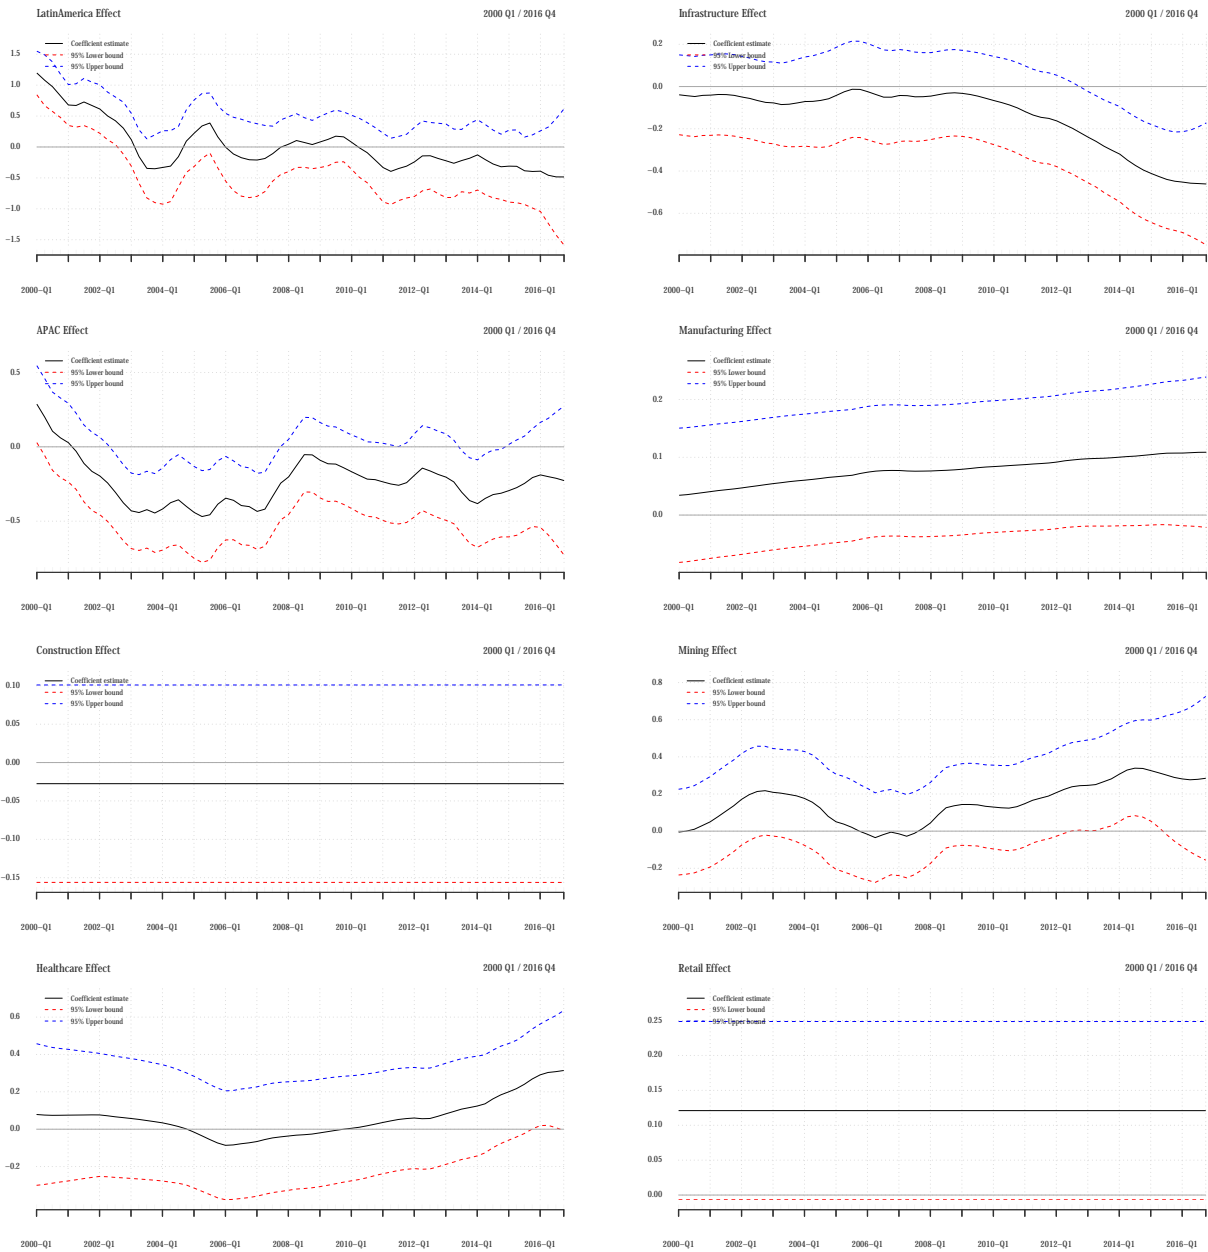 LatinAmerica Effect 2000 Q1 / 2016 Q4
Coefficient estimate
95% Lower bound
95% Upper bound
1.5
1.0
0.5
0.0
−0.5
−1.0
−1.5
2000−Q1 2002−Q1 2004−Q1 2006−Q1 2008−Q1 2010−Q1 2012−Q1 2014−Q1 2016−Q1
Infrastructure Effect 2000 Q1 / 2016 Q4
Coefficient estimate
95% Lower bound
95% Upper bound
0.2
0.0
−0.2
−0.4
−0.6
2000−Q1 2002−Q1 2004−Q1 2006−Q1 2008−Q1 2010−Q1 2012−Q1 2014−Q1 2016−Q1
APAC Effect 2000 Q1 / 2016 Q4
Coefficient estimate
95% Lower bound
95% Upper bound
0.5
0.0
−0.5
2000−Q1 2002−Q1 2004−Q1 2006−Q1 2008−Q1 2010−Q1 2012−Q1 2014−Q1 2016−Q1
Manufacturing Effect 2000 Q1 / 2016 Q4
Coefficient estimate
95% Lower bound
95% Upper bound
0.2
0.1
0.0
2000−Q1 2002−Q1 2004−Q1 2006−Q1 2008−Q1 2010−Q1 2012−Q1 2014−Q1 2016−Q1
Construction Effect 2000 Q1 / 2016 Q4
Coefficient estimate
95% Lower bound
95% Upper bound
0.10
0.05
0.00
−0.05
−0.10
−0.15
2000−Q1 2002−Q1 2004−Q1 2006−Q1 2008−Q1 2010−Q1 2012−Q1 2014−Q1 2016−Q1
Mining Effect 2000 Q1 / 2016 Q4
Coefficient estimate
95% Lower bound
95% Upper bound
0.8
0.6
0.4
0.2
0.0
−0.2
2000−Q1 2002−Q1 2004−Q1 2006−Q1 2008−Q1 2010−Q1 2012−Q1 2014−Q1 2016−Q1
Healthcare Effect 2000 Q1 / 2016 Q4
Coefficient estimate
95% Lower bound
95% Upper bound
0.6
0.4
0.2
0.0
−0.2
2000−Q1 2002−Q1 2004−Q1 2006−Q1 2008−Q1 2010−Q1 2012−Q1 2014−Q1 2016−Q1
Retail Effect 2000 Q1 / 2016 Q4
Coefficient estimate
95% Lower bound
95% Upper bound
0.25
0.20
0.15
0.10
0.05
0.00
2000−Q1 2002−Q1 2004−Q1 2006−Q1 2008−Q1 2010−Q1 2012−Q1 2014−Q1 2016−Q1